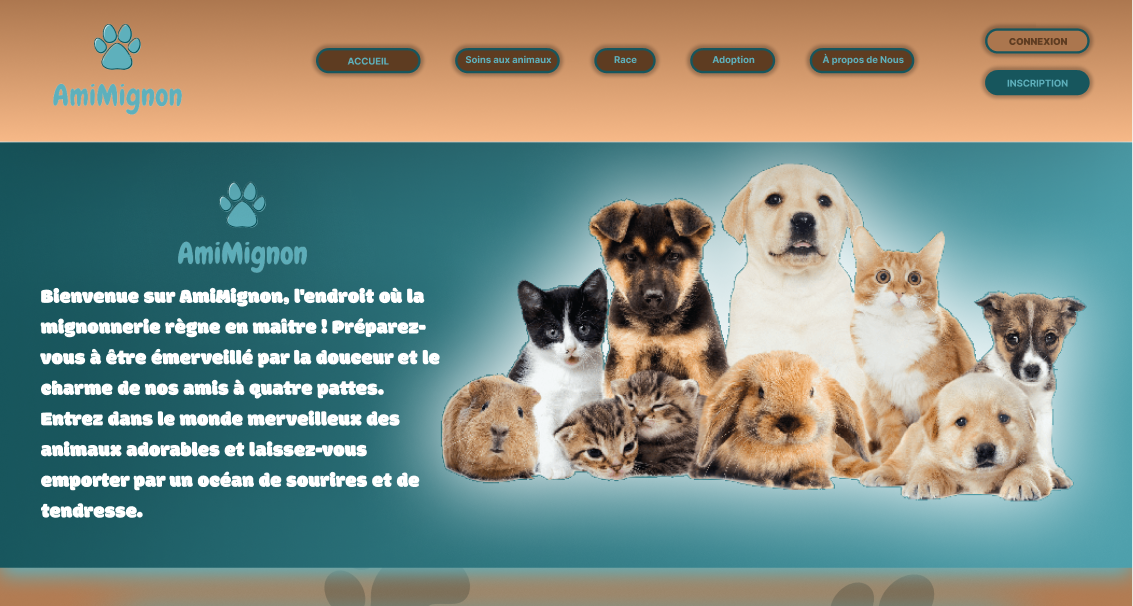 AmiMignon
ACCUEIL
Soins aux animaux
Race
Adoption
À propos de Nous
CONNEXION
INSCRIPTION
AmiMignon
Bienvenue sur AmiMignon, l'endroit où la
mignonnerie règne en maître ! Préparez-
vous à être émerveillé par la douceur et le
charme de nos amis à quatre pattes.
Entrez dans le monde merveilleux des
animaux adorables et laissez-vous
emporter par un océan de sourires et de
tendresse.